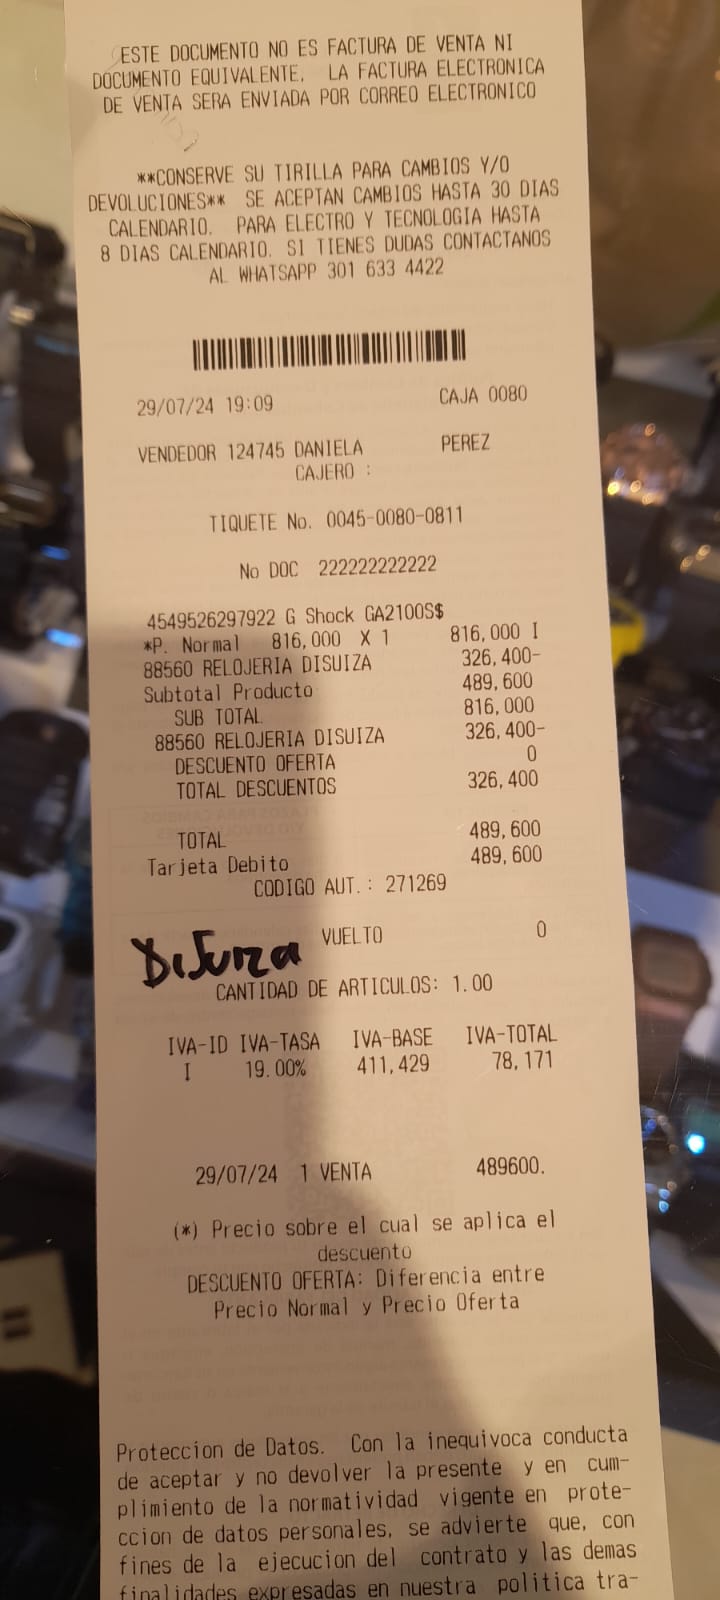 ESTE DOCUMENTO NO ES FACTURA DE VENTA NI
DOCUMENTO EQUIVALENTE. LA FACTURA ELECTRONICA
DE VENTA SERA ENVIADA POR CORREO ELECTRONICO
**CONSERVE SU TIRILLA PARA CAMBIOS Y/O
DEVOLUCIONES** SE ACEPTAN CAMBIOS HASTA 30 DIAS
CALENDARIO. PARA ELECTRO Y TECNOLOGIA HASTA
8 DIAS CALENDARIO. SI TIENES DUDAS CONTACTANOS
AL WHATSAPP 301 633 4422
29/07/24 19:09 CAJA 0080
VENDEDOR 124745 DANIELA PEREZ
CAJERO :
TIQUETE No. 0045-0080-0811
No DOC 222222222222
4549526297922 G Shock GA2100S$
*P. Normal 816,000 X 1 816,000 I
88560 RELOJERIA DISUIZA 326,400-
Subtotal Producto 489,600
SUB TOTAL 816,000
88560 RELOJERIA DISUIZA 326,400-
DESCUENTO OFERTA 0
TOTAL DESCUENTOS 326,400
TOTAL 489,600
Tarjeta Debito 489,600
CODIGO AUT.: 271269
VUELTO 0
CANTIDAD DE ARTICULOS: 1.00
IVA-ID IVA-TASA IVA-BASE IVA-TOTAL
I 19.00% 411,429 78,171
29/07/24 1 VENTA 489600.
(*) Precio sobre el cual se aplica el
descuento
DESCUENTO OFERTA: Diferencia entre
Precio Normal y Precio Oferta
Proteccion de Datos. Con la inequivoca conducta
de aceptar y no devolver la presente y en cum-
plimiento de la normatividad vigente en prote-
ccion de datos personales, se advierte que, con
fines de la ejecucion del contrato y las demas
finalidades expresadas en nuestra politica tra-